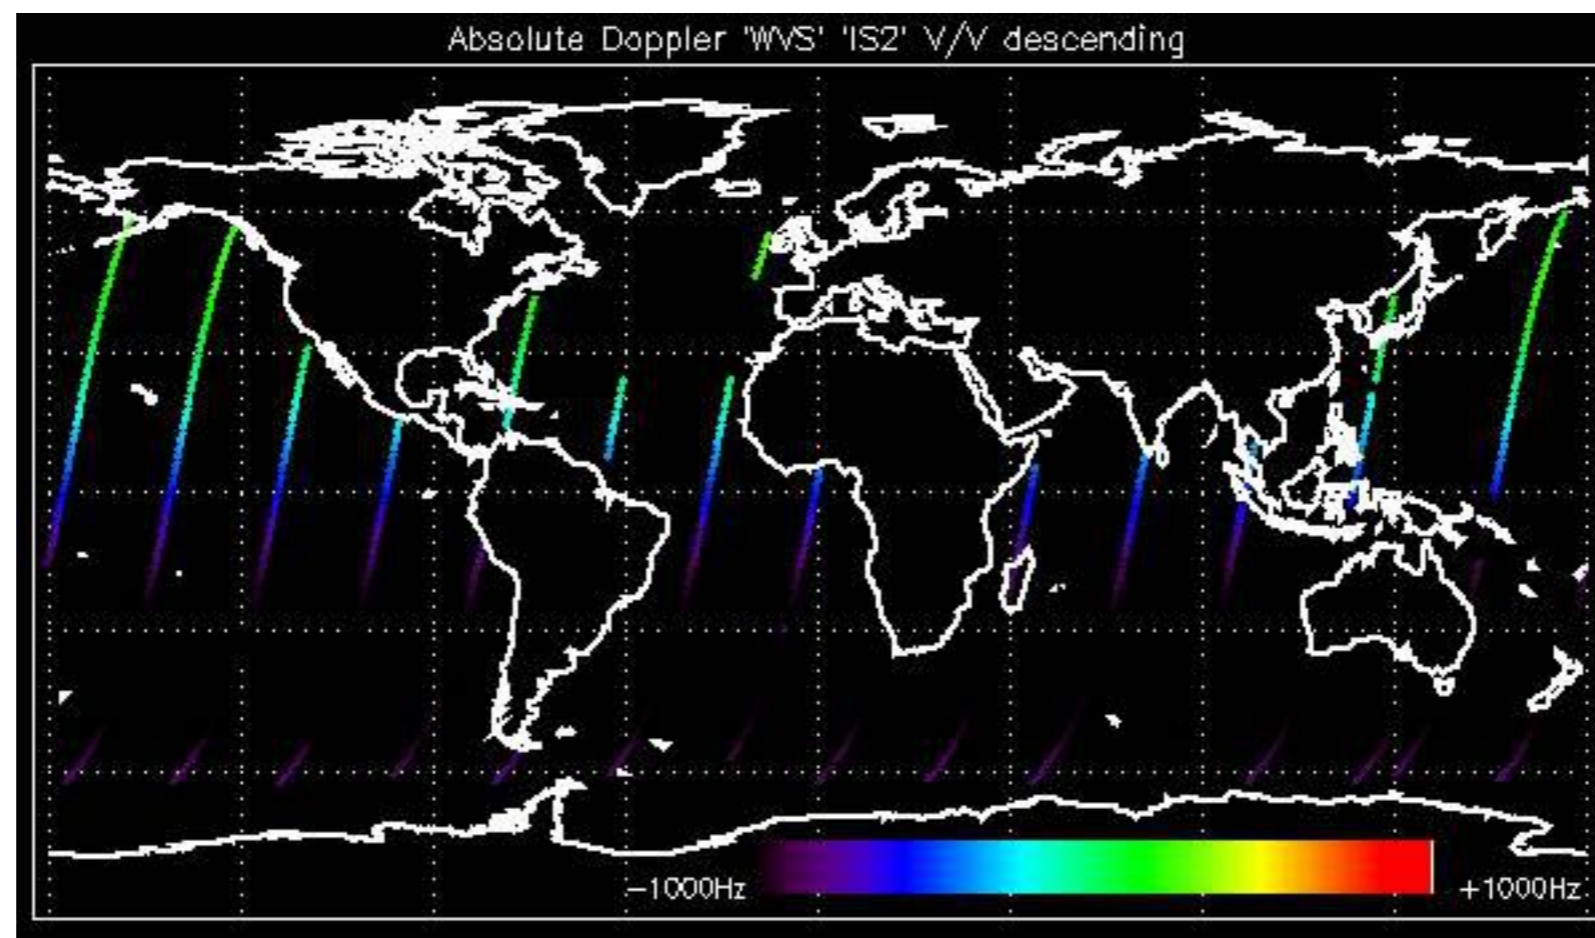 Absolute Doppler 'WVS' 'IS2' V/V descending
−1000Hz
+1000Hz